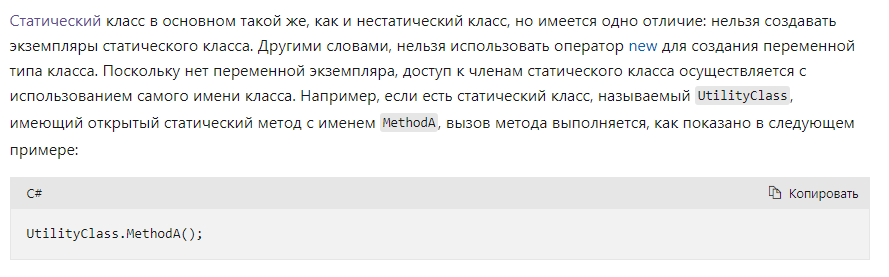 Статический класс в основном такой же, как и нестатический класс, но имеется одно отличие: нельзя создавать
экземпляры статического класса. Другими словами, нельзя использовать оператор new для создания переменной
типа класса. Поскольку нет переменной экземпляра, доступ к членам статического класса осуществляется с
использованием самого имени класса. Например, если есть статический класс, называемый UtilityClass,
имеющий открытый статический метод с именем MethodA, вызов метода выполняется, как показано в следующем
примере:
C# Копировать
UtilityClass.MethodA();